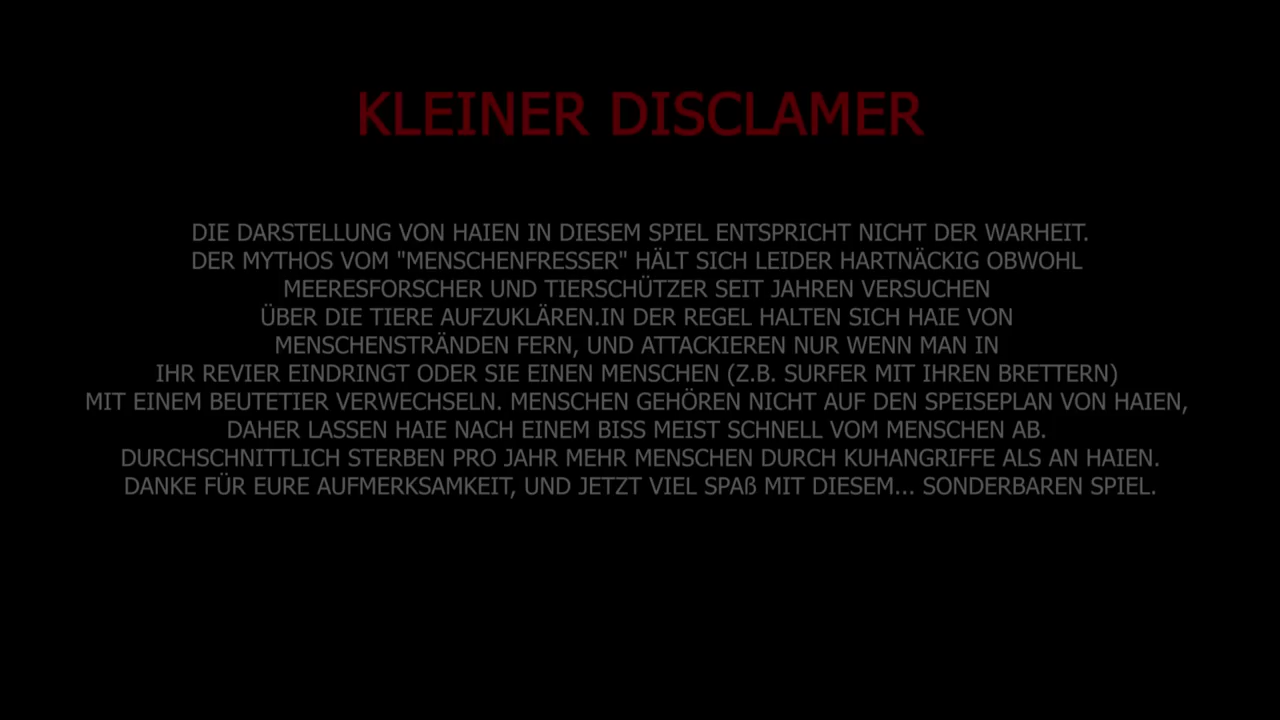 KLEINER DISCLAMER
DIE DARSTELLUNG VON HAIEN IN DIESEM SPIEL ENTSPRICHT NICHT DER WARHEIT.
DER MYTHOS VOM "MENSCHENFRESSER" HÄLT SICH LEIDER HARTNÄCKIG OBWOHL
MEERESFORSCHER UND TIERSCHÜTZER SEIT JAHREN VERSUCHEN
ÜBER DIE TIERE AUFZUKLÄREN.IN DER REGEL HALTEN SICH HAIE VON
MENSCHENSTRÄNDEN FERN, UND ATTACKIEREN NUR WENN MAN IN
IHR REVIER EINDRINGT ODER SIE EINEN MENSCHEN (Z.B. SURFER MIT IHREN BRETTERN)
MIT EINEM BEUTETIER VERWECHSELN. MENSCHEN GEHÖREN NICHT AUF DEN SPEISEPLAN VON HAIEN,
DAHER LASSEN HAIE NACH EINEM BISS MEIST SCHNELL VOM MENSCHEN AB.
DURCHSCHNITTLICH STERBEN PRO JAHR MEHR MENSCHEN DURCH KUHANGRIFFE ALS AN HAIEN.
DANKE FÜR EURE AUFMERKSAMKEIT, UND JETZT VIEL SPAß MIT DIESEM... SONDERBAREN SPIEL.